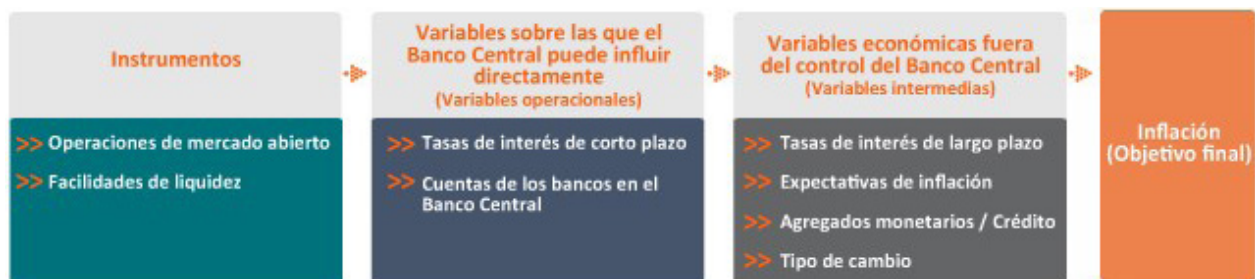 Instrumentos
>> Operaciones de mercado abierto
>> Facilidades de liquidez
Variables sobre las que el
Banco Central puede influir
directamente
(Variables operacionales)
>> Tasas de interés de corto plazo
>> Cuentas de los bancos en el
Banco Central
Variables económicas fuera
del control del Banco Central
(Variables intermedias)
>> Tasas de interés de largo plazo
>> Expectativas de inflación
>> Agregados monetarios / Crédito
>> Tipo de cambio
Inflación
(Objetivo final)